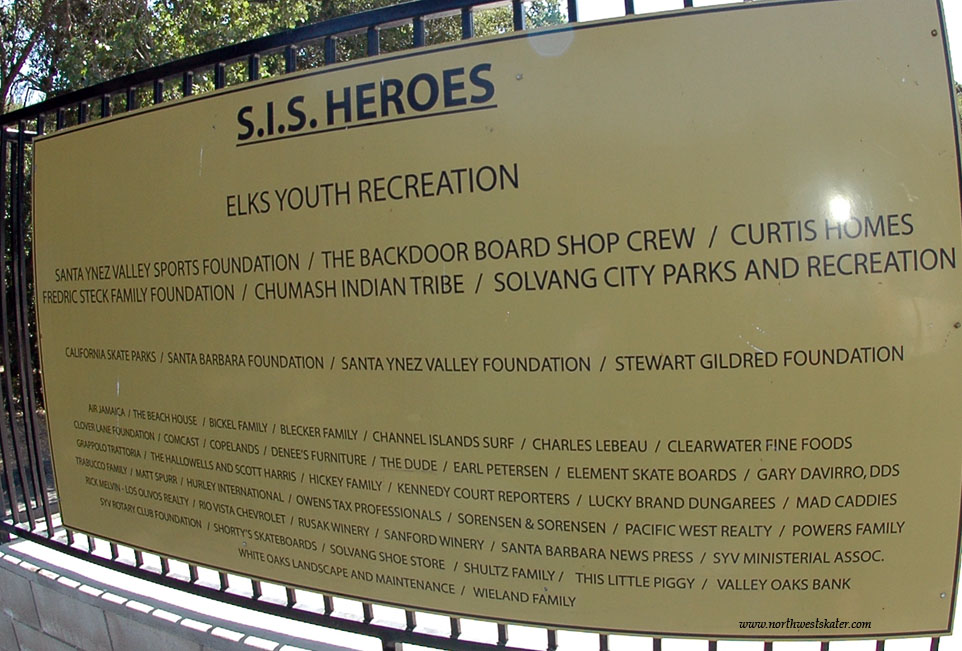 S.I.S. HEROES
ELKS YOUTH RECREATION
SANTA YNEZ VALLEY SPORTS FOUNDATION / THE BACKDOOR BOARD SHOP CREW / CURTIS HOMES
FREDRIC STECK FAMILY FOUNDATION / CHUMASH INDIAN TRIBE / SOLVANG CITY PARKS AND RECREATION
CALIFORNIA SKATE PARKS / SANTA BARBARA FOUNDATION / SANTA YNEZ VALLEY FOUNDATION / STEWART GILDRED FOUNDATION
AIR JAMAICA / THE BEACH HOUSE / BICKEL FAMILY / BLECKER FAMILY / CHANNEL ISLANDS SURF / CHARLES LEBEAU / CLEARWATER FINE FOODS
CLOVER LANE FOUNDATION / COMCAST / COPELANDS / DENEE'S FURNITURE / THE DUDE / EARL PETERSEN / ELEMENT SKATE BOARDS / GARY DAVIRRO, DDS
GRAPPOLO TRATTORIA / THE HALLOWELLS AND SCOTT HARRIS / HICKEY FAMILY / KENNEDY COURT REPORTERS / LUCKY BRAND DUNGAREES / MAD CADDIES
TRABUCCO FAMILY / MATT SPURR / HURLEY INTERNATIONAL / OWENS TAX PROFESSIONALS / SORENSEN & SORENSEN / PACIFIC WEST REALTY / POWERS FAMILY
RICK MELVIN - LOS OLIVOS REALTY / RIO VISTA CHEVROLET / RUSAK WINERY / SANFORD WINERY / SANTA BARBARA NEWS PRESS / SYV MINISTERIAL ASSOC.
SYV ROTARY CLUB FOUNDATION / SHORTY'S SKATEBOARDS / SOLVANG SHOE STORE / SHULTZ FAMILY / THIS LITTLE PIGGY / VALLEY OAKS BANK
WHITE OAKS LANDSCAPE AND MAINTENANCE / WIELAND FAMILY
www.northwestskater.com